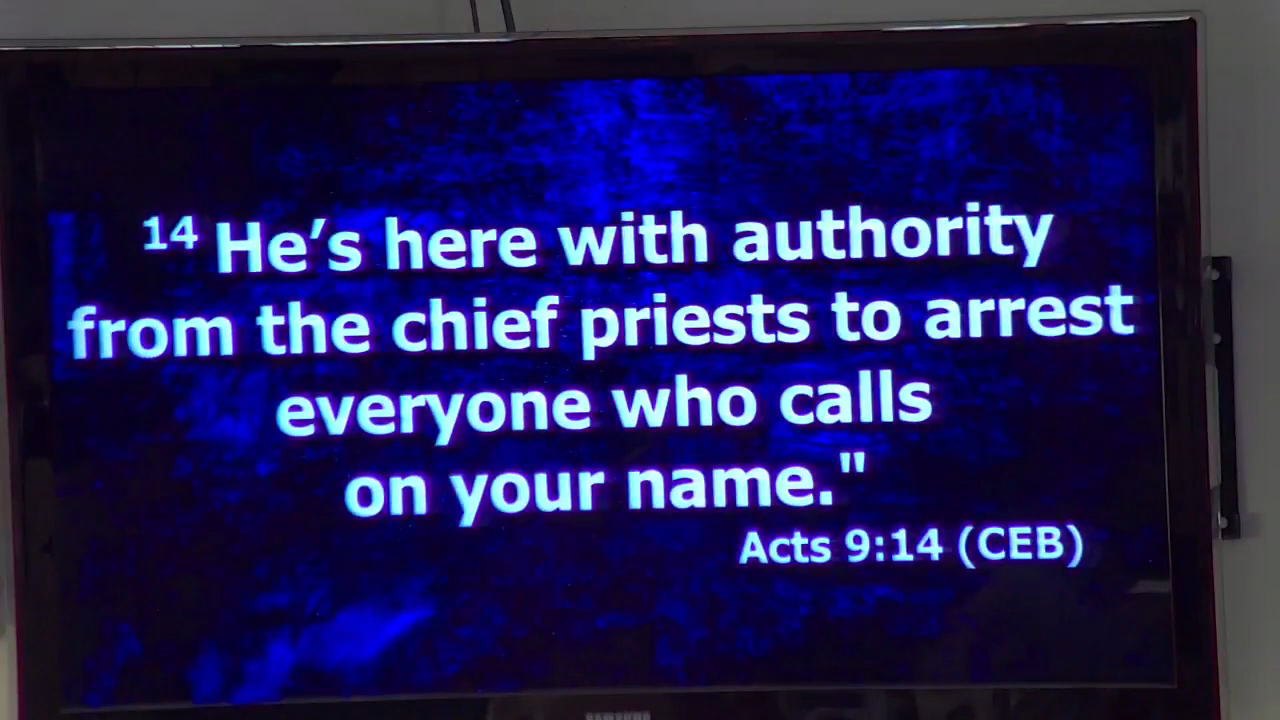 14 He’s here with authority
from the chief priests to arrest
everyone who calls
on your name."
Acts 9:14 (CEB)
SAMSUNG